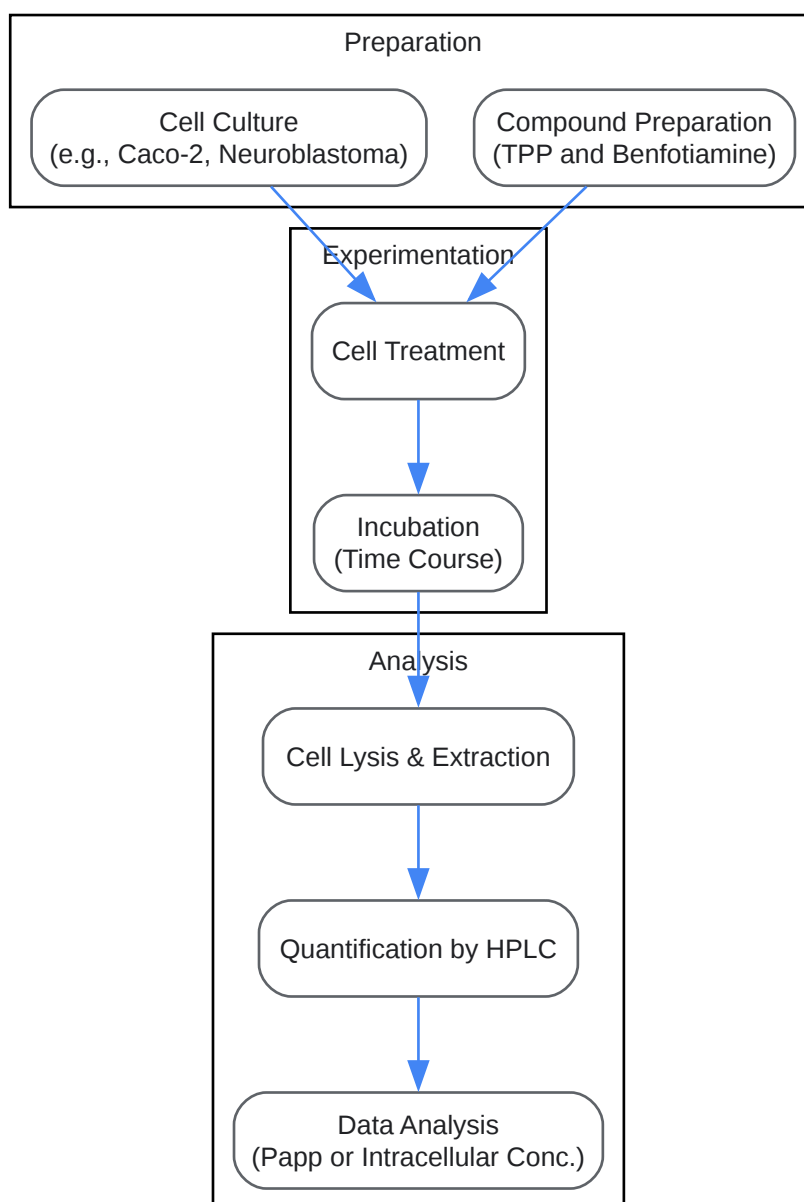 Preparation
Cell Culture
(e.g., Caco-2, Neuroblastoma)
Compound Preparation
(TPP and Benfotiamine)
Experimentation
Cell Treatment
Incubation
(Time Course)
Analysis
Cell Lysis & Extraction
Quantification by HPLC
Data Analysis
(Papp or Intracellular Conc.)